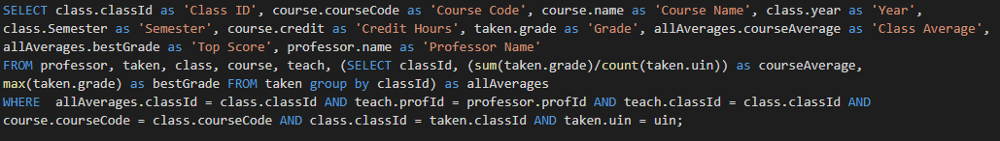 SELECT class.classId as 'Class ID', course.courseCode as 'Course Code', course.name as 'Course Name', class.year as 'Year',
class.Semester as 'Semester', course.credit as 'Credit Hours', taken.grade as 'Grade', allAverages.courseAverage as 'Class Average',
allAverages.bestGrade as 'Top Score', professor.name as 'Professor Name'
FROM professor, taken, class, course, teach, (SELECT classId, (sum(taken.grade)/count(taken.uin)) as courseAverage,
max(taken.grade) as bestGrade FROM taken group by classId) as allAverages
WHERE  allAverages.classId = class.classId AND teach.profId = professor.profId AND teach.classId = class.classId AND
course.courseCode = class.courseCode AND class.classId = taken.classId AND taken.uin = uin;